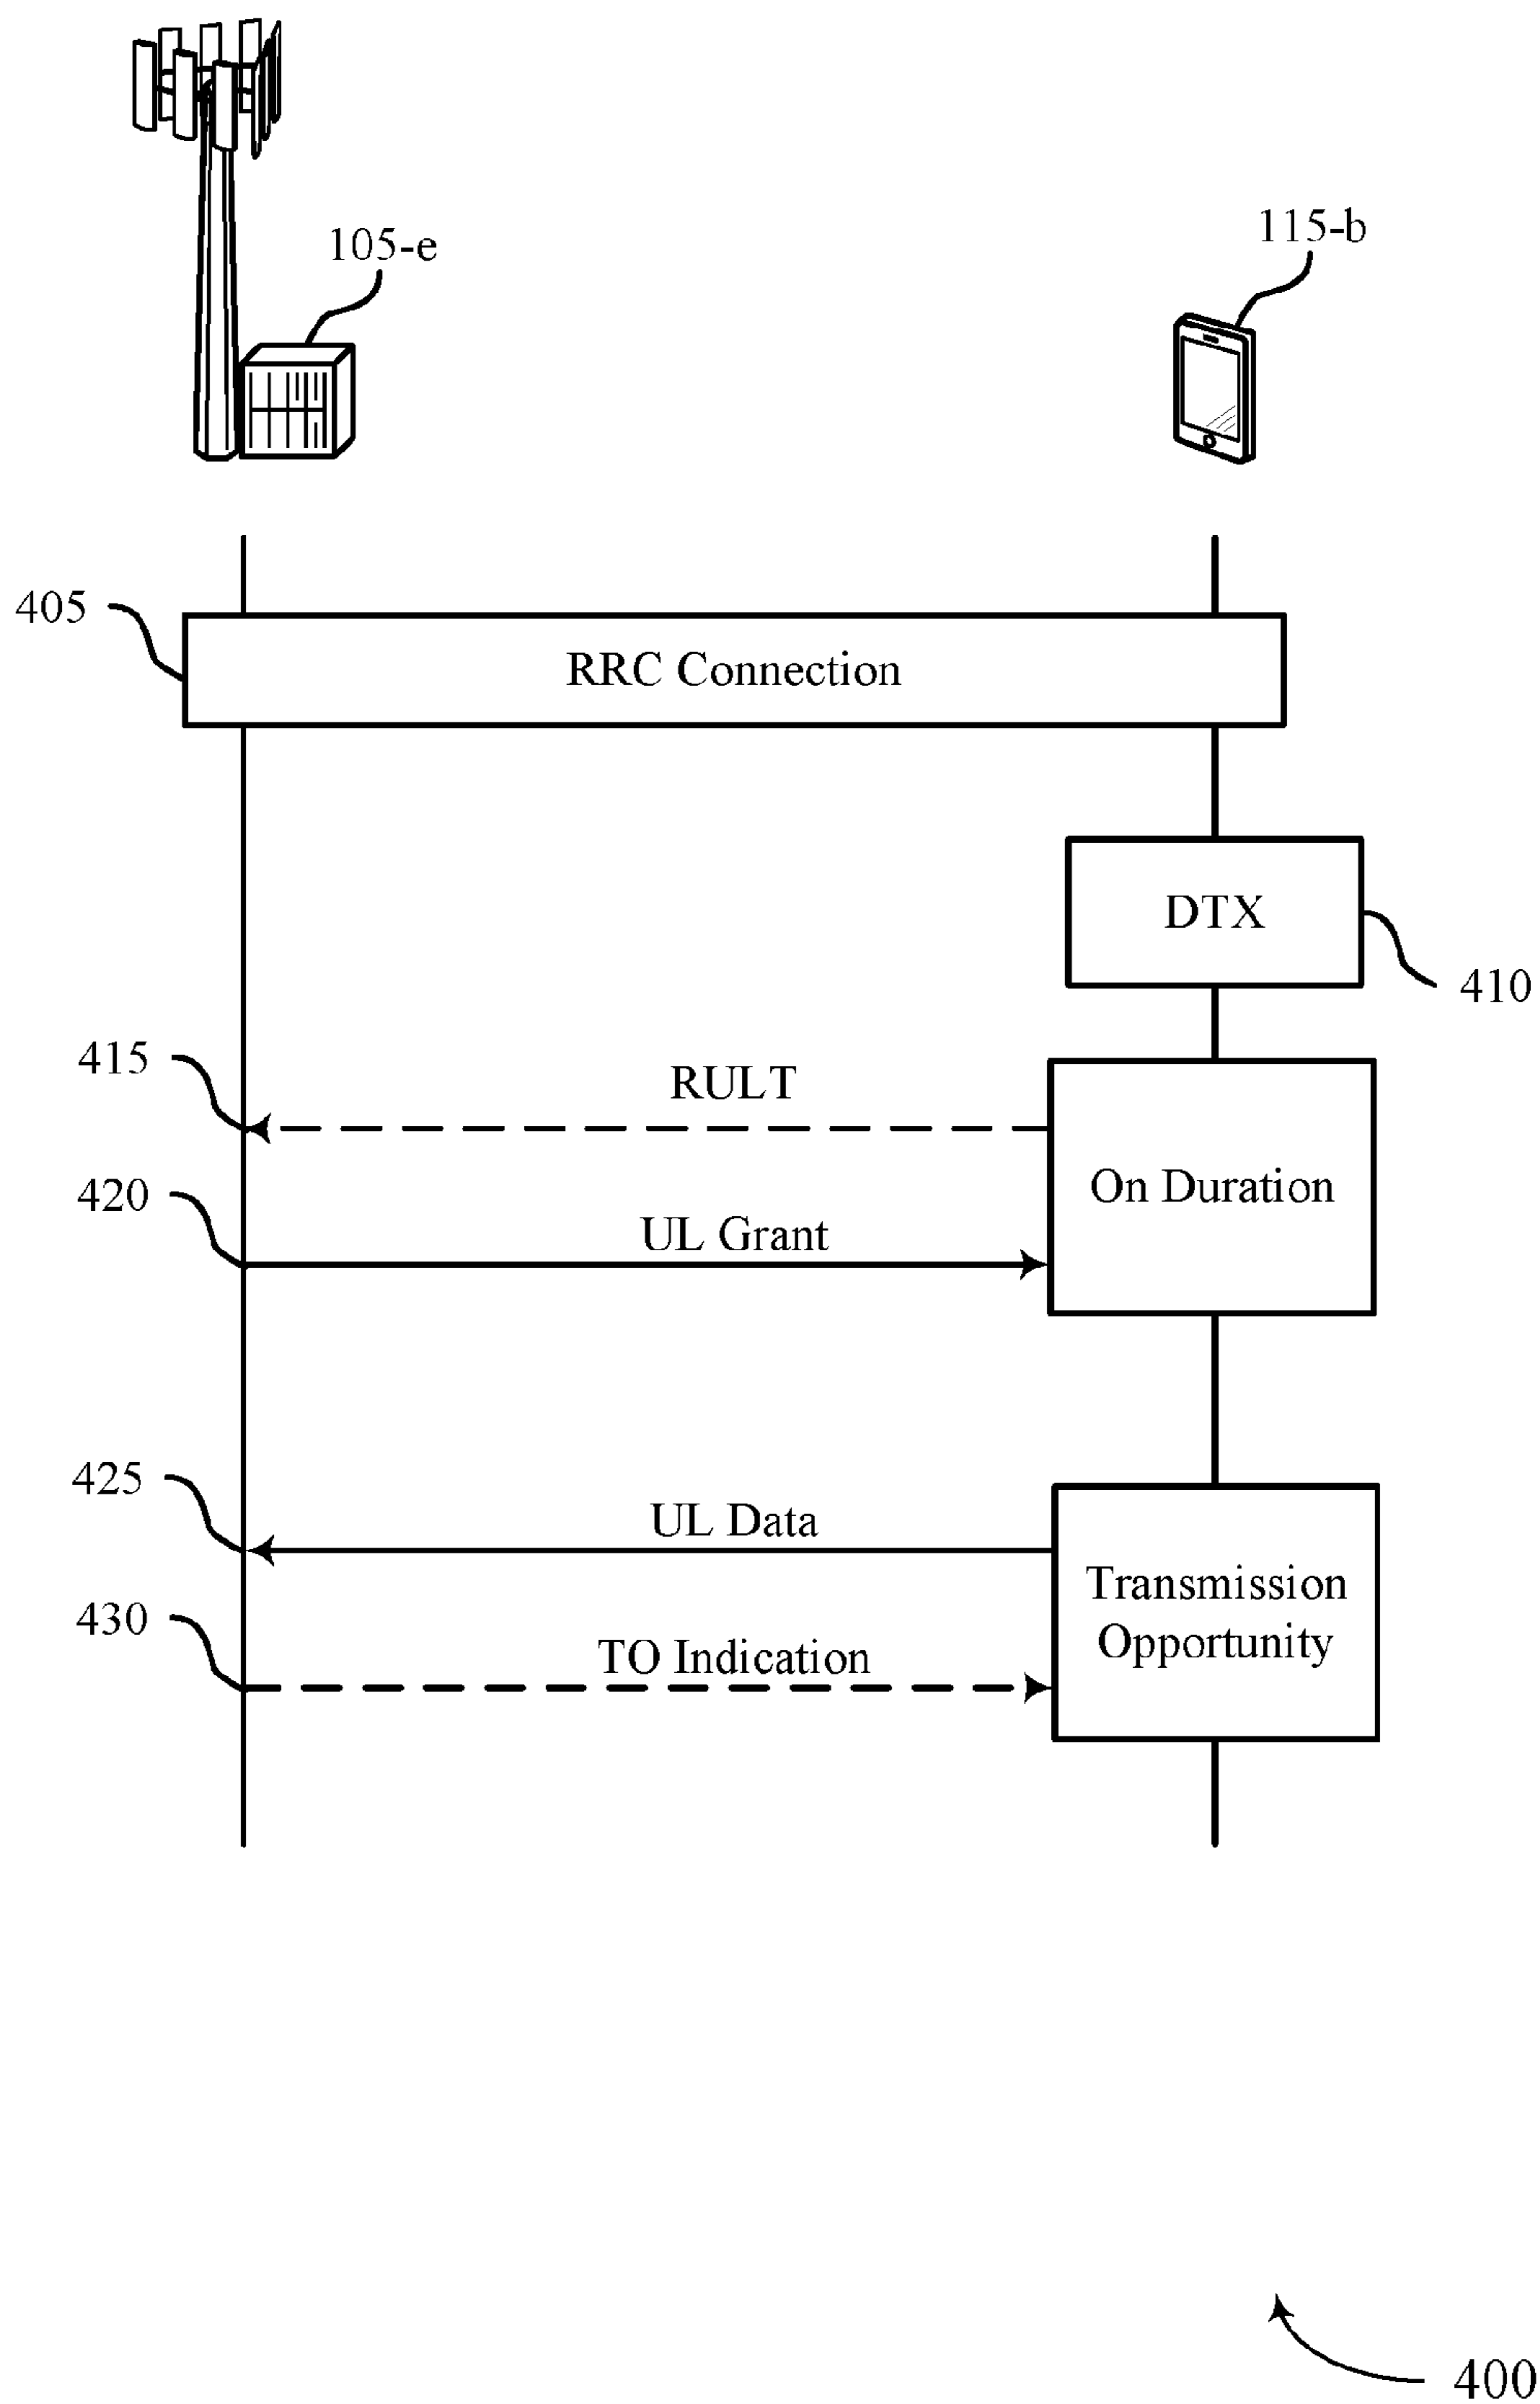 105-e
115-b
405
RRC Connection
DTX
410
415
RULT
On Duration
420
UL Grant
425
UL Data
Transmission
Opportunity
430
TO Indication
400